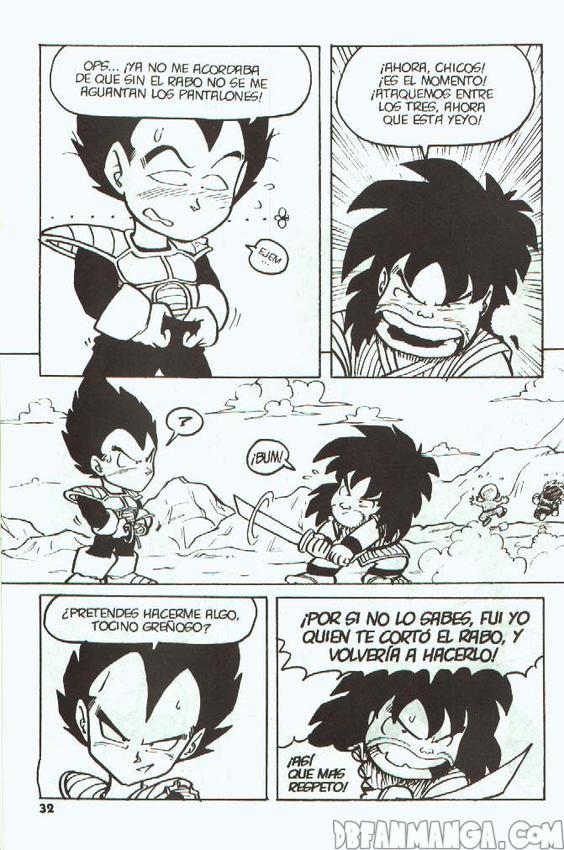 OPS... ¡YA NO ME ACORDABA
DE QUE SIN EL RABO NO SE ME
AGUANTAN LOS PANTALONES!
EJEM
...
¡AHORA, CHICOS!
¡ES EL MOMENTO!
¡ATAQUEMOS ENTRE
LOS TRES, AHORA
QUE ESTA YEYO!
?
¡BUM!
¿PRETENDES HACERME ALGO,
TOCINO GREÑOSO?
¡POR SI NO LO SABES, FUI YO
QUIEN TE CORTÓ EL RABO, Y
VOLVERÍA A HACERLO!
¡ASÍ
QUE MAS
RESPETO!
32
DBFANMANGA.COM